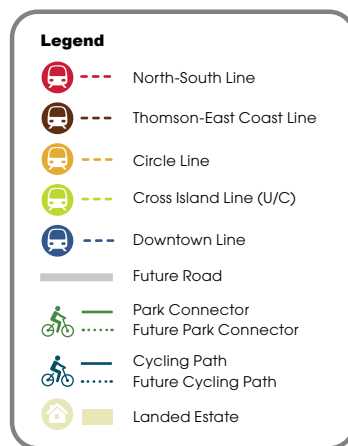 Legend
North-South Line
Thomson-East Coast Line
Circle Line
Cross Island Line (U/C)
Downtown Line
Future Road
Park Connector
Future Park Connector
Cycling Path
Future Cycling Path
Landed Estate